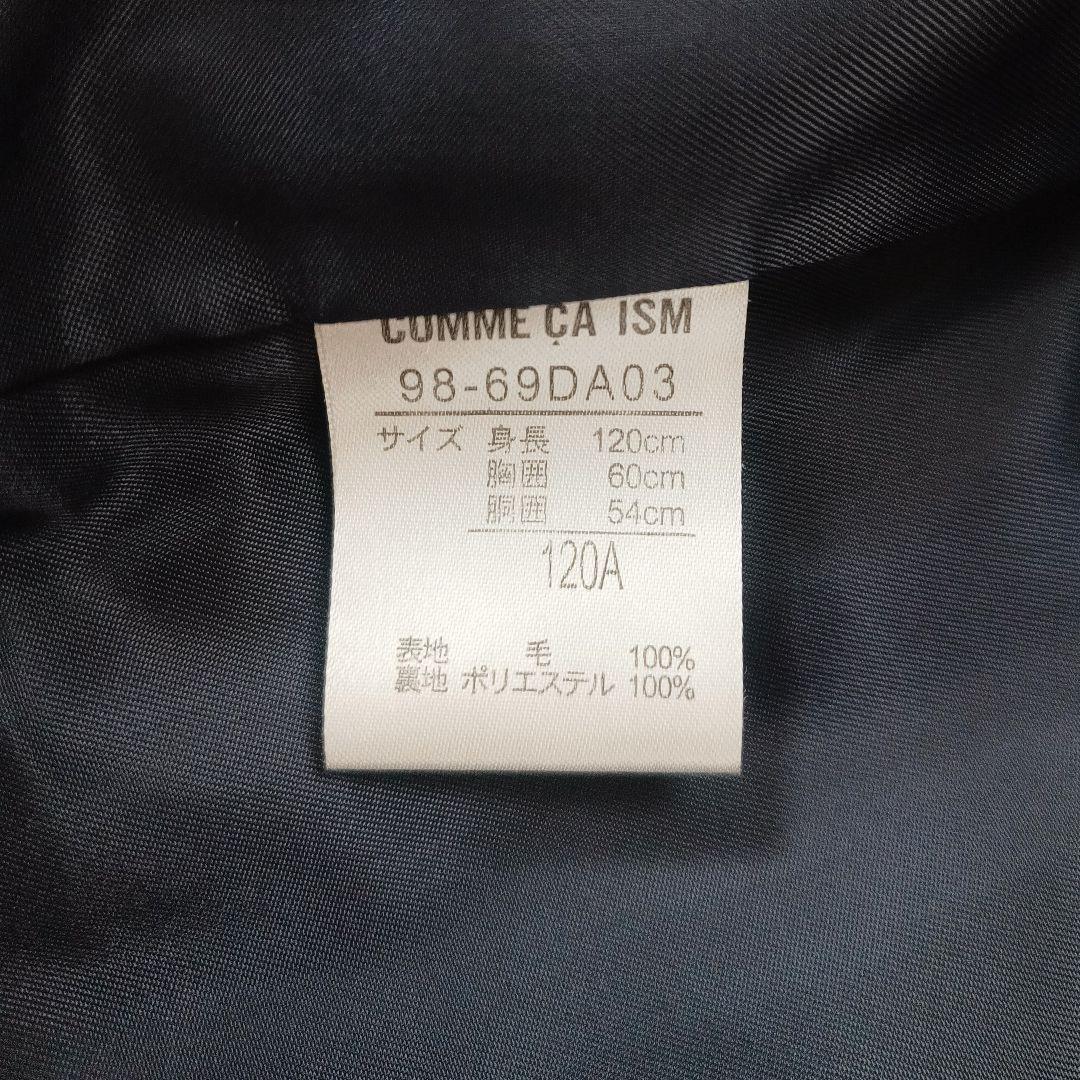 COMME ÇA ISM
98-69DA03
サイズ 身長 120cm
胸囲 60cm
胴囲 54cm
120A
表地 毛 100%
裏地 ポリエステル 100%